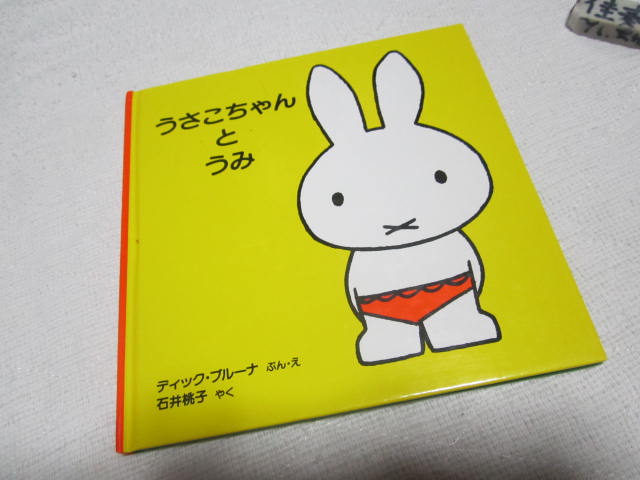 うさこちゃん
と
うみ
ディック・ブルーナ ぶん・え
石井桃子 やく